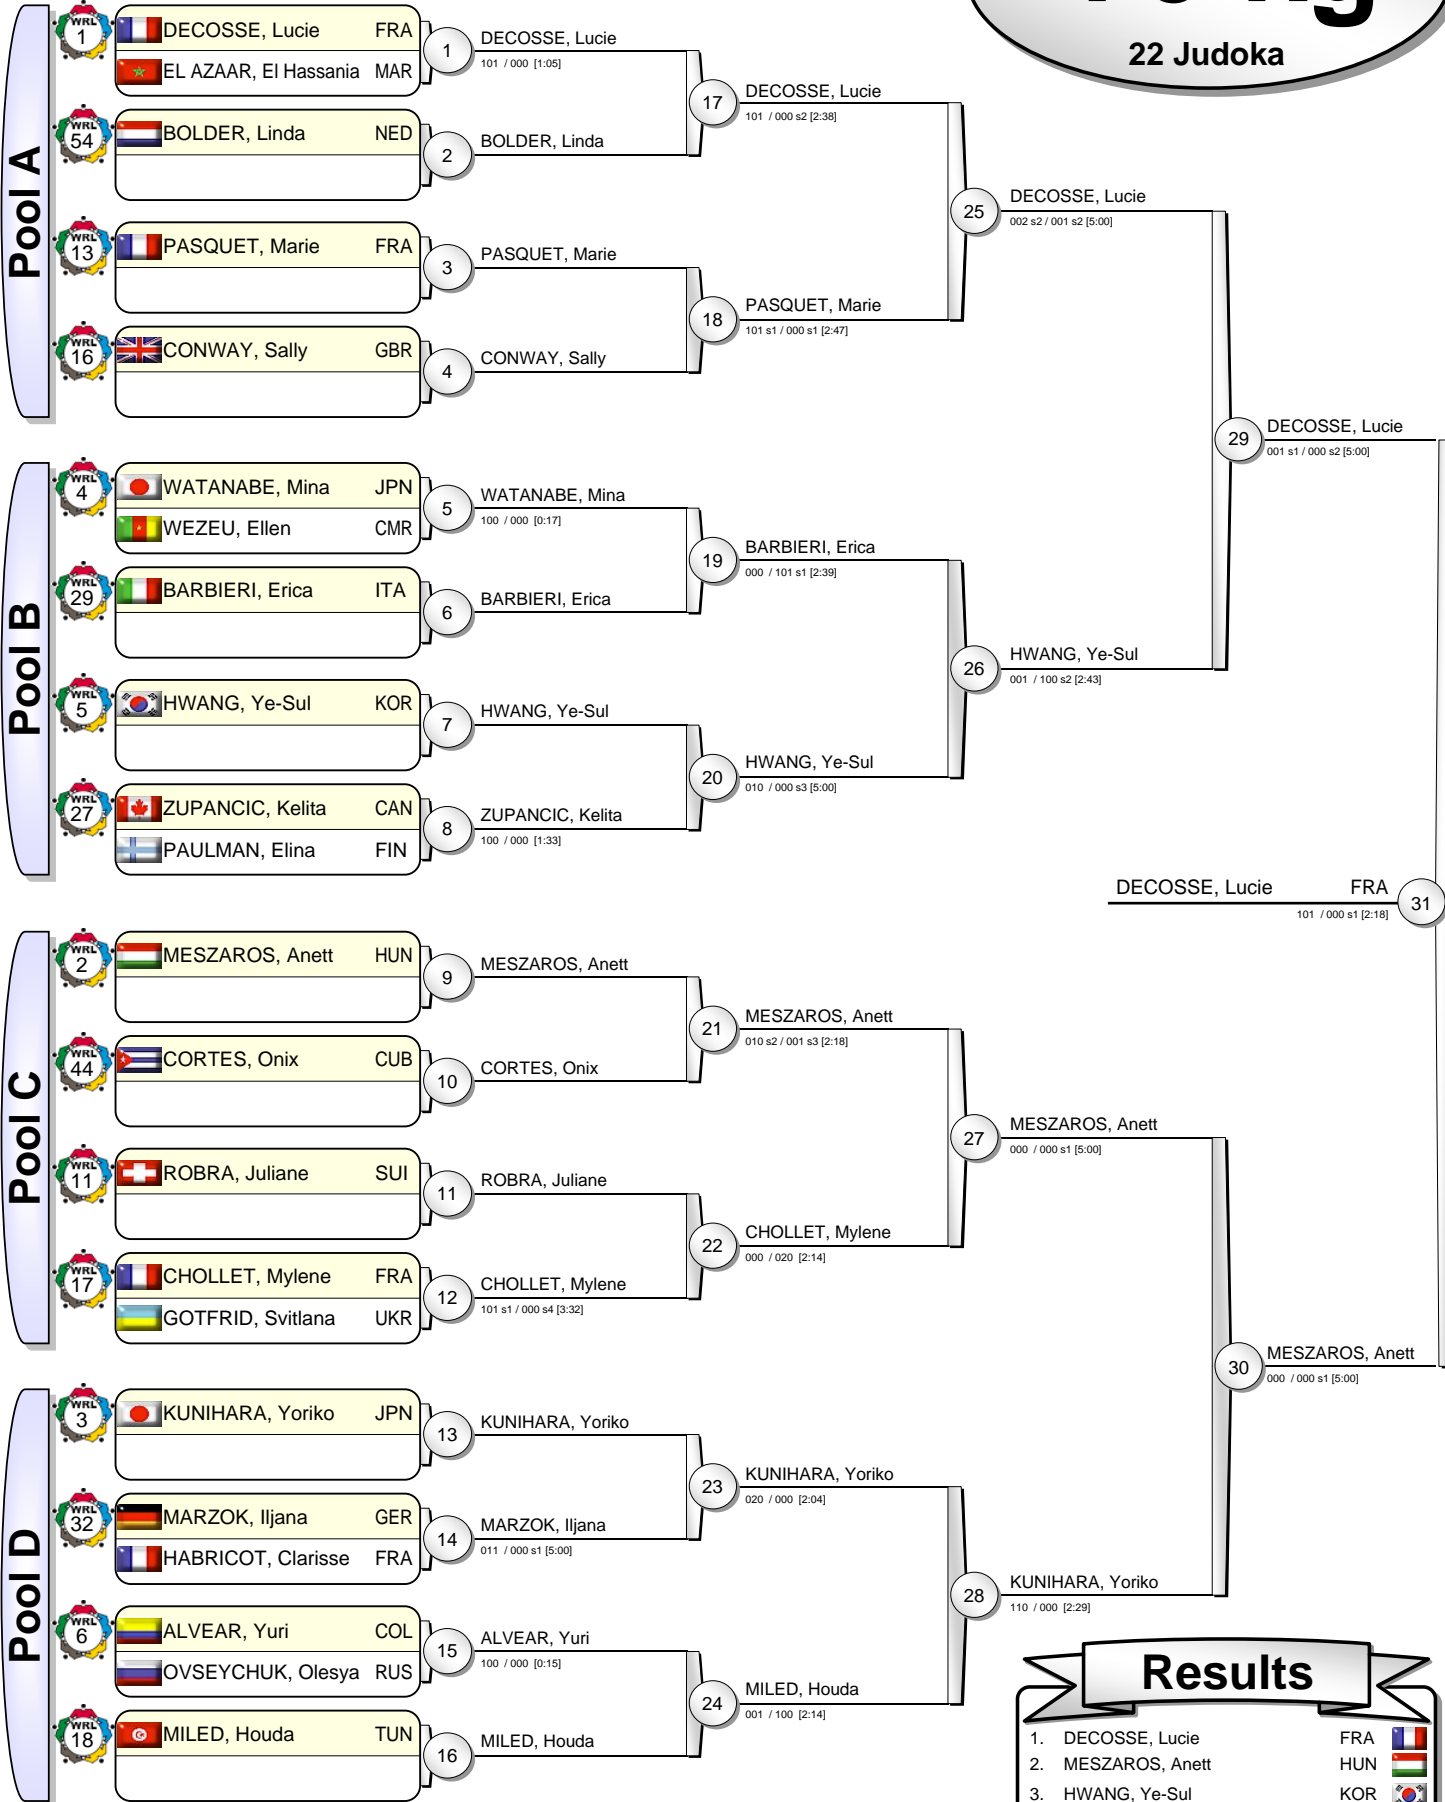 22 Judoka
Pool A
WRL 1 DECOSSE, Lucie FRA
EL AZAAR, El Hassania MAR
1 DECOSSE, Lucie
101 / 000 [1:05]
WRL 54 BOLDER, Linda NED
2 BOLDER, Linda
17 DECOSSE, Lucie
101 / 000 s2 [2:38]
WRL 13 PASQUET, Marie FRA
3 PASQUET, Marie
WRL 16 CONWAY, Sally GBR
4 CONWAY, Sally
18 PASQUET, Marie
101 s1 / 000 s1 [2:47]
25 DECOSSE, Lucie
002 s2 / 001 s2 [5:00]
Pool B
WRL 4 WATANABE, Mina JPN
WEZEU, Ellen CMR
5 WATANABE, Mina
100 / 000 [0:17]
WRL 29 BARBIERI, Erica ITA
6 BARBIERI, Erica
19 BARBIERI, Erica
000 / 101 s1 [2:39]
WRL 5 HWANG, Ye-Sul KOR
7 HWANG, Ye-Sul
WRL 27 ZUPANCIC, Kelita CAN
PAULMAN, Elina FIN
8 ZUPANCIC, Kelita
100 / 000 [1:33]
20 HWANG, Ye-Sul
010 / 000 s3 [5:00]
26 HWANG, Ye-Sul
001 / 100 s2 [2:43]
29 DECOSSE, Lucie
001 s1 / 000 s2 [5:00]
DECOSSE, Lucie FRA 31
101 / 000 s1 [2:18]
Pool C
WRL 2 MESZAROS, Anett HUN
9 MESZAROS, Anett
WRL 44 CORTES, Onix CUB
10 CORTES, Onix
21 MESZAROS, Anett
010 s2 / 001 s3 [2:18]
WRL 11 ROBRA, Juliane SUI
11 ROBRA, Juliane
WRL 17 CHOLLET, Mylene FRA
GOTFRID, Svitlana UKR
12 CHOLLET, Mylene
101 s1 / 000 s4 [3:32]
22 CHOLLET, Mylene
000 / 020 [2:14]
27 MESZAROS, Anett
000 / 000 s1 [5:00]
Pool D
WRL 3 KUNIHARA, Yoriko JPN
13 KUNIHARA, Yoriko
WRL 32 MARZOK, Iljana GER
HABRICOT, Clarisse FRA
14 MARZOK, Iljana
011 / 000 s1 [5:00]
23 KUNIHARA, Yoriko
020 / 000 [2:04]
WRL 6 ALVEAR, Yuri COL
OVSEYCHUK, Olesya RUS
15 ALVEAR, Yuri
100 / 000 [0:15]
WRL 18 MILED, Houda TUN
16 MILED, Houda
24 MILED, Houda
001 / 100 [2:14]
28 KUNIHARA, Yoriko
110 / 000 [2:29]
30 MESZAROS, Anett
000 / 000 s1 [5:00]
Results
1. DECOSSE, Lucie FRA
2. MESZAROS, Anett HUN
3. HWANG, Ye-Sul KOR